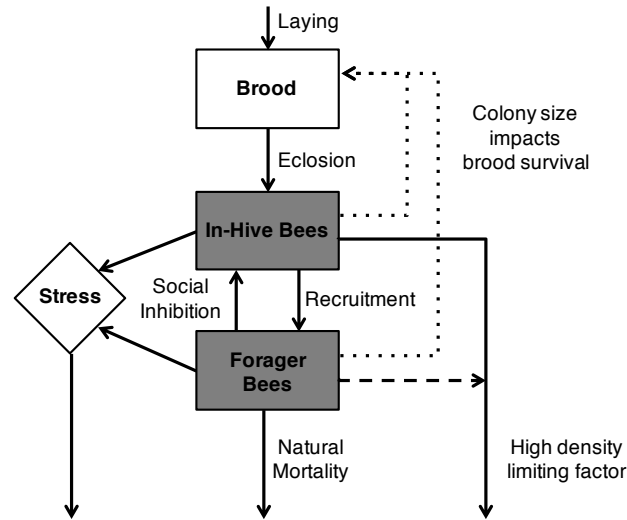 Laying
Brood
Colony size
impacts
brood survival
Eclosion
In-Hive Bees
Stress
Social
Inhibition
Recruitment
Forager
Bees
Natural
Mortality
High density
limiting factor